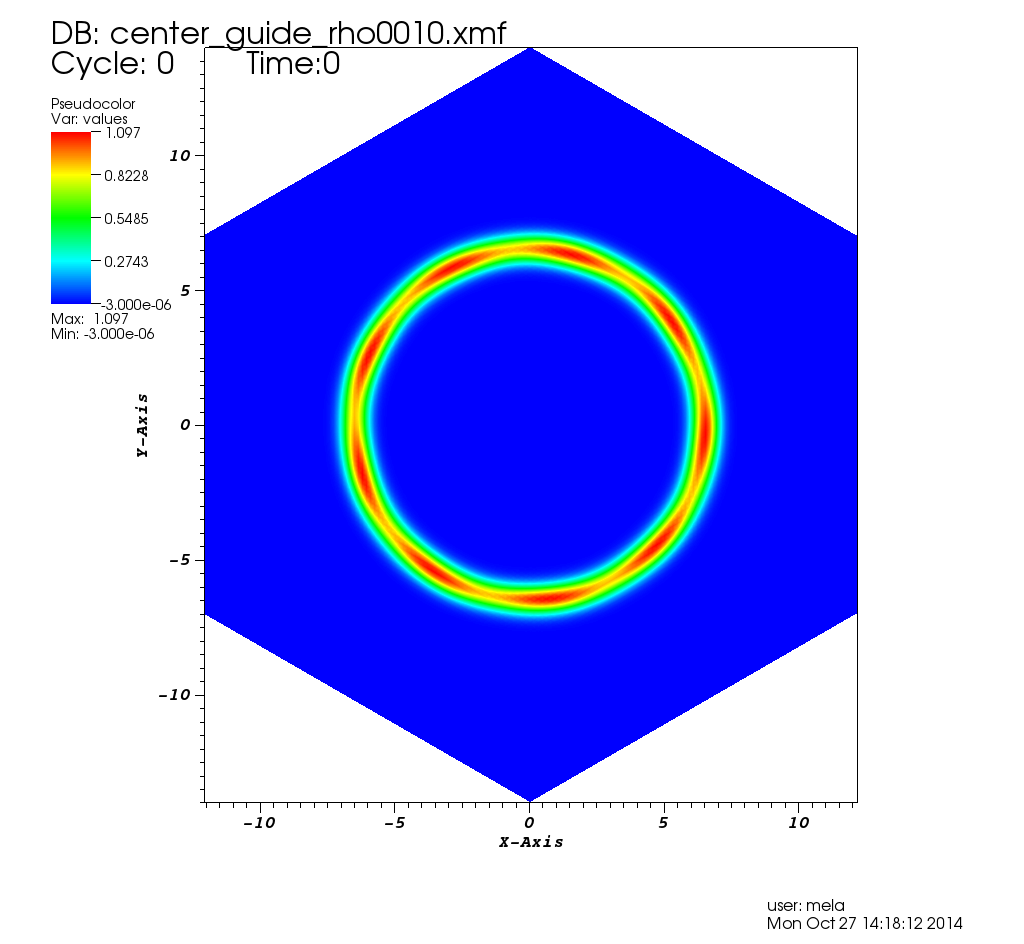 DB: center_guide_rho0010.xmf
Cycle: 0 Time:0
Pseudocolor
Var: values
1.097
0.8228
0.5485
0.2743
-3.000e-06
Max: 1.097
Min: -3.000e-06
10
5
0
-5
-10
Y-Axis
-10 -5 0 5 10
X-Axis
user: mela
Mon Oct 27 14:18:12 2014